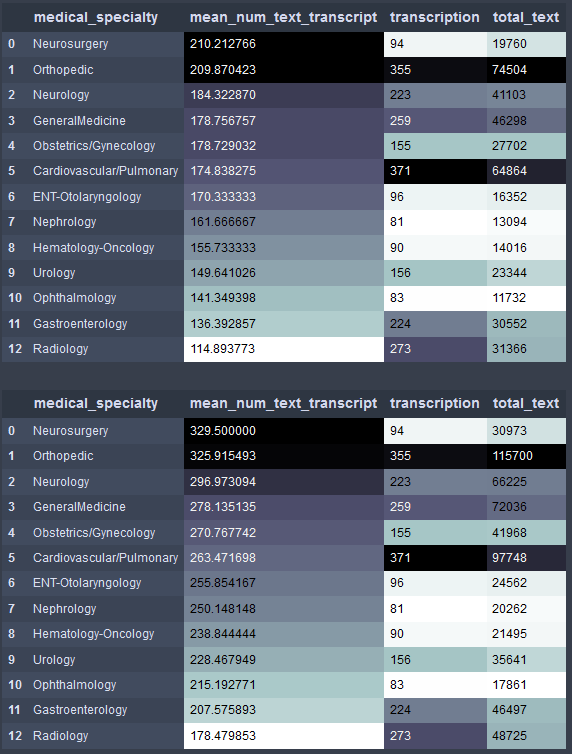 medical_specialty mean_num_text_transcript transcription total_text
0 Neurosurgery 210.212766 94 19760
1 Orthopedic 209.870423 355 74504
2 Neurology 184.322870 223 41103
3 GeneralMedicine 178.756757 259 46298
4 Obstetrics/Gynecology 178.729032 155 27702
5 Cardiovascular/Pulmonary 174.838275 371 64864
6 ENT-Otolaryngology 170.333333 96 16352
7 Nephrology 161.666667 81 13094
8 Hematology-Oncology 155.733333 90 14016
9 Urology 149.641026 156 23344
10 Ophthalmology 141.349398 83 11732
11 Gastroenterology 136.392857 224 30552
12 Radiology 114.893773 273 31366
medical_specialty mean_num_text_transcript transcription total_text
0 Neurosurgery 329.500000 94 30973
1 Orthopedic 325.915493 355 115700
2 Neurology 296.973094 223 66225
3 GeneralMedicine 278.135135 259 72036
4 Obstetrics/Gynecology 270.767742 155 41968
5 Cardiovascular/Pulmonary 263.471698 371 97748
6 ENT-Otolaryngology 255.854167 96 24562
7 Nephrology 250.148148 81 20262
8 Hematology-Oncology 238.844444 90 21495
9 Urology 228.467949 156 35641
10 Ophthalmology 215.192771 83 17861
11 Gastroenterology 207.575893 224 46497
12 Radiology 178.479853 273 48725